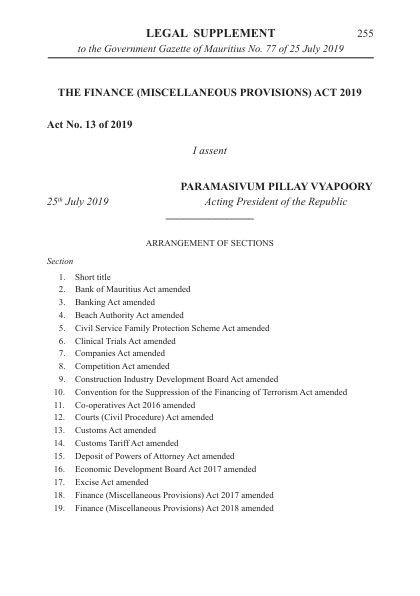 LEGAL SUPPLEMENT 255
to the Government Gazette of Mauritius No. 77 of 25 July 2019
THE FINANCE (MISCELLANEOUS PROVISIONS) ACT 2019
Act No. 13 of 2019
I assent
PARAMASIVUM PILLAY VYAPOORY
25th July 2019 Acting President of the Republic
ARRANGEMENT OF SECTIONS
Section
1. Short title
2. Bank of Mauritius Act amended
3. Banking Act amended
4. Beach Authority Act amended
5. Civil Service Family Protection Scheme Act amended
6. Clinical Trials Act amended
7. Companies Act amended
8. Competition Act amended
9. Construction Industry Development Board Act amended
10. Convention for the Suppression of the Financing of Terrorism Act amended
11. Co-operatives Act 2016 amended
12. Courts (Civil Procedure) Act amended
13. Customs Act amended
14. Customs Tariff Act amended
15. Deposit of Powers of Attorney Act amended
16. Economic Development Board Act 2017 amended
17. Excise Act amended
18. Finance (Miscellaneous Provisions) Act 2017 amended
19. Finance (Miscellaneous Provisions) Act 2018 amended